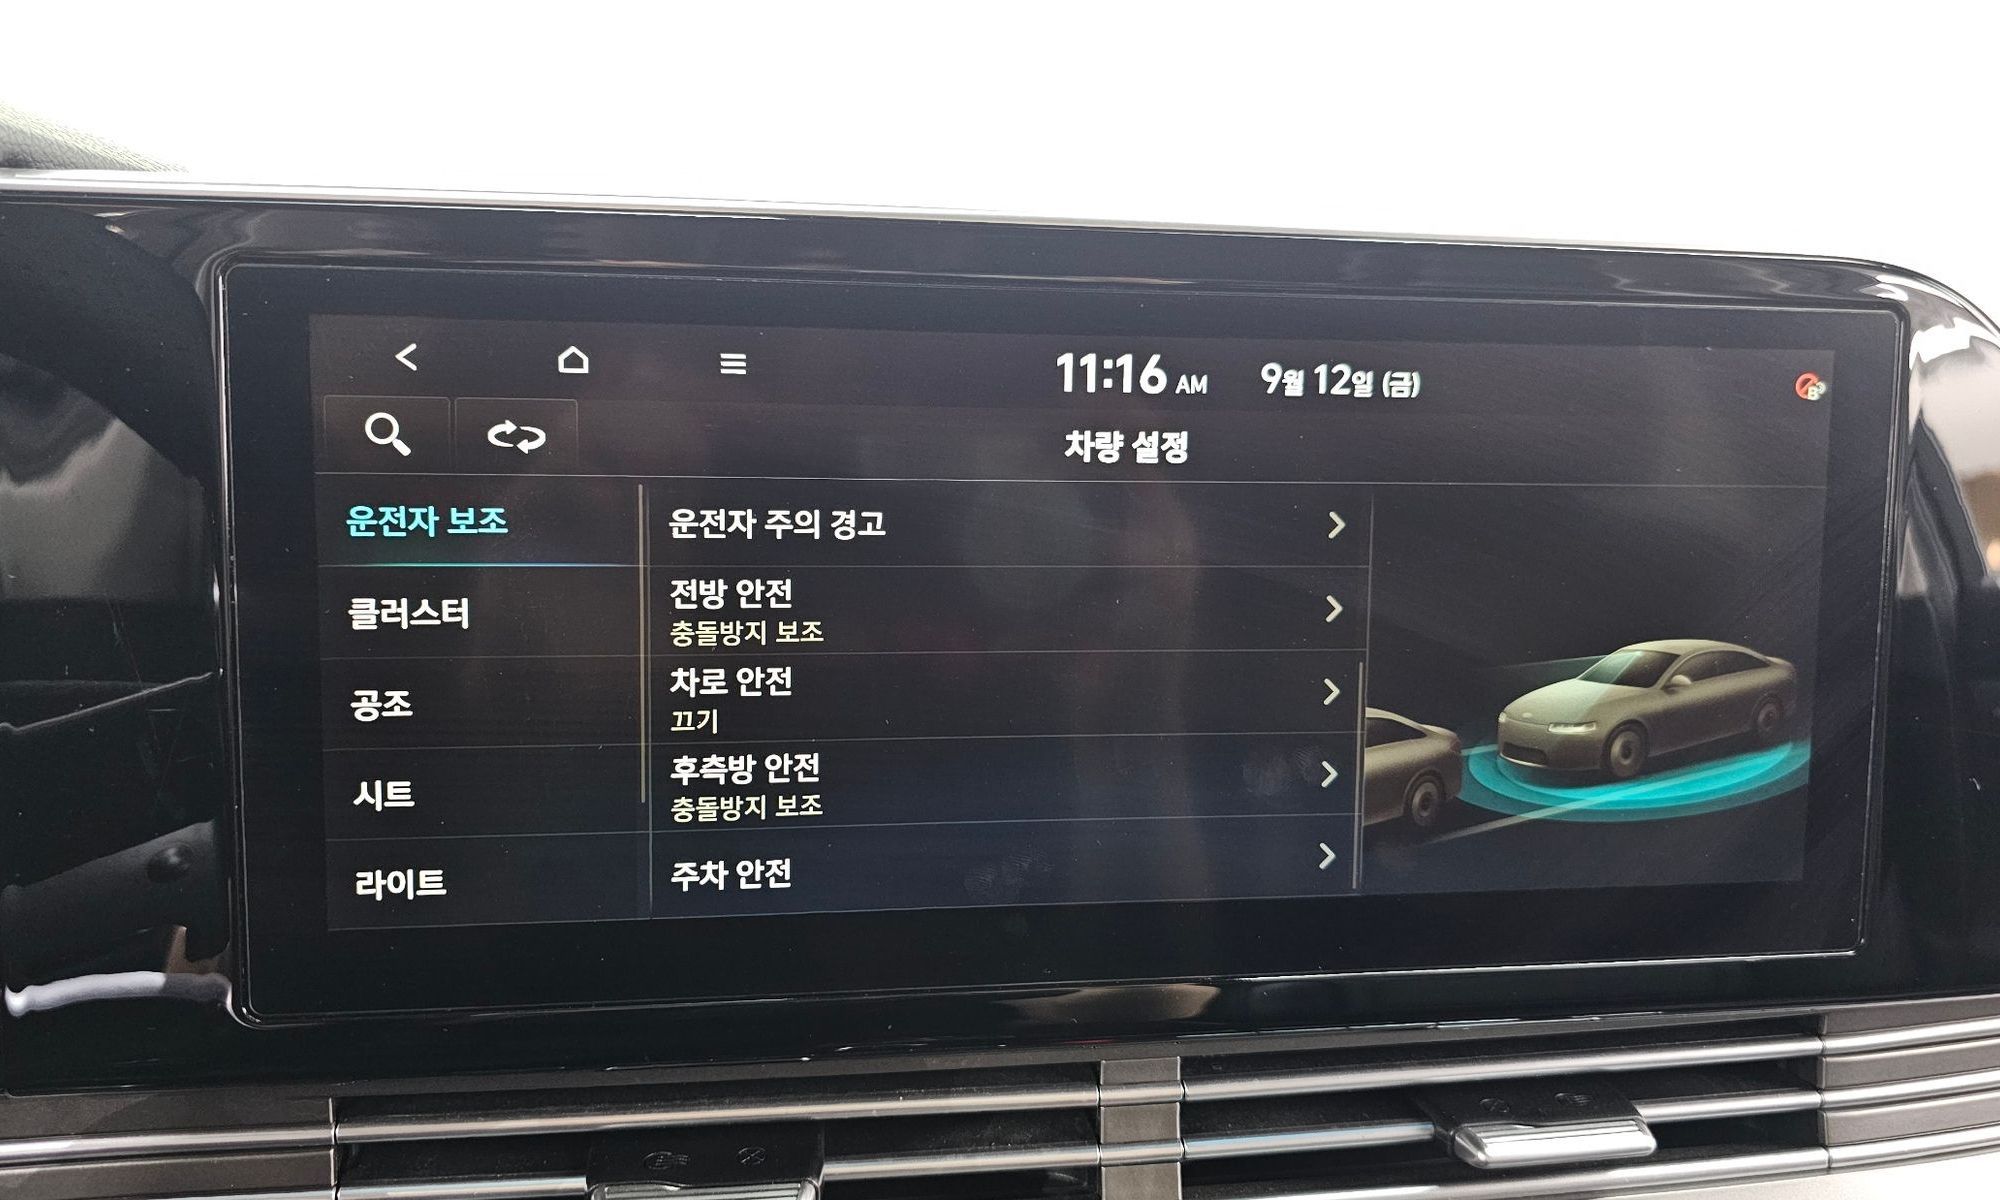 11:16 AM 9월 12일 (금)
차량 설정
운전자 보조
클러스터
공조
시트
라이트
운전자 주의 경고
전방 안전
충돌방지 보조
차로 안전
끄기
후측방 안전
충돌방지 보조
주차 안전